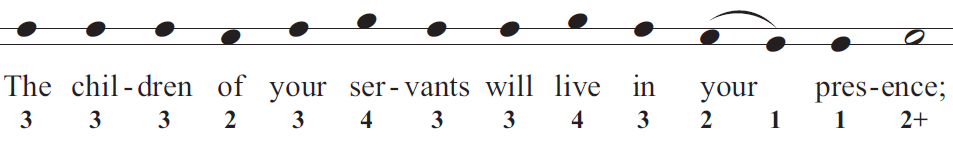 The chil-dren of your ser-vants will live in your pres-ence;
3 3 3 2 3 4 3 3 4 3 2 1 1 2+